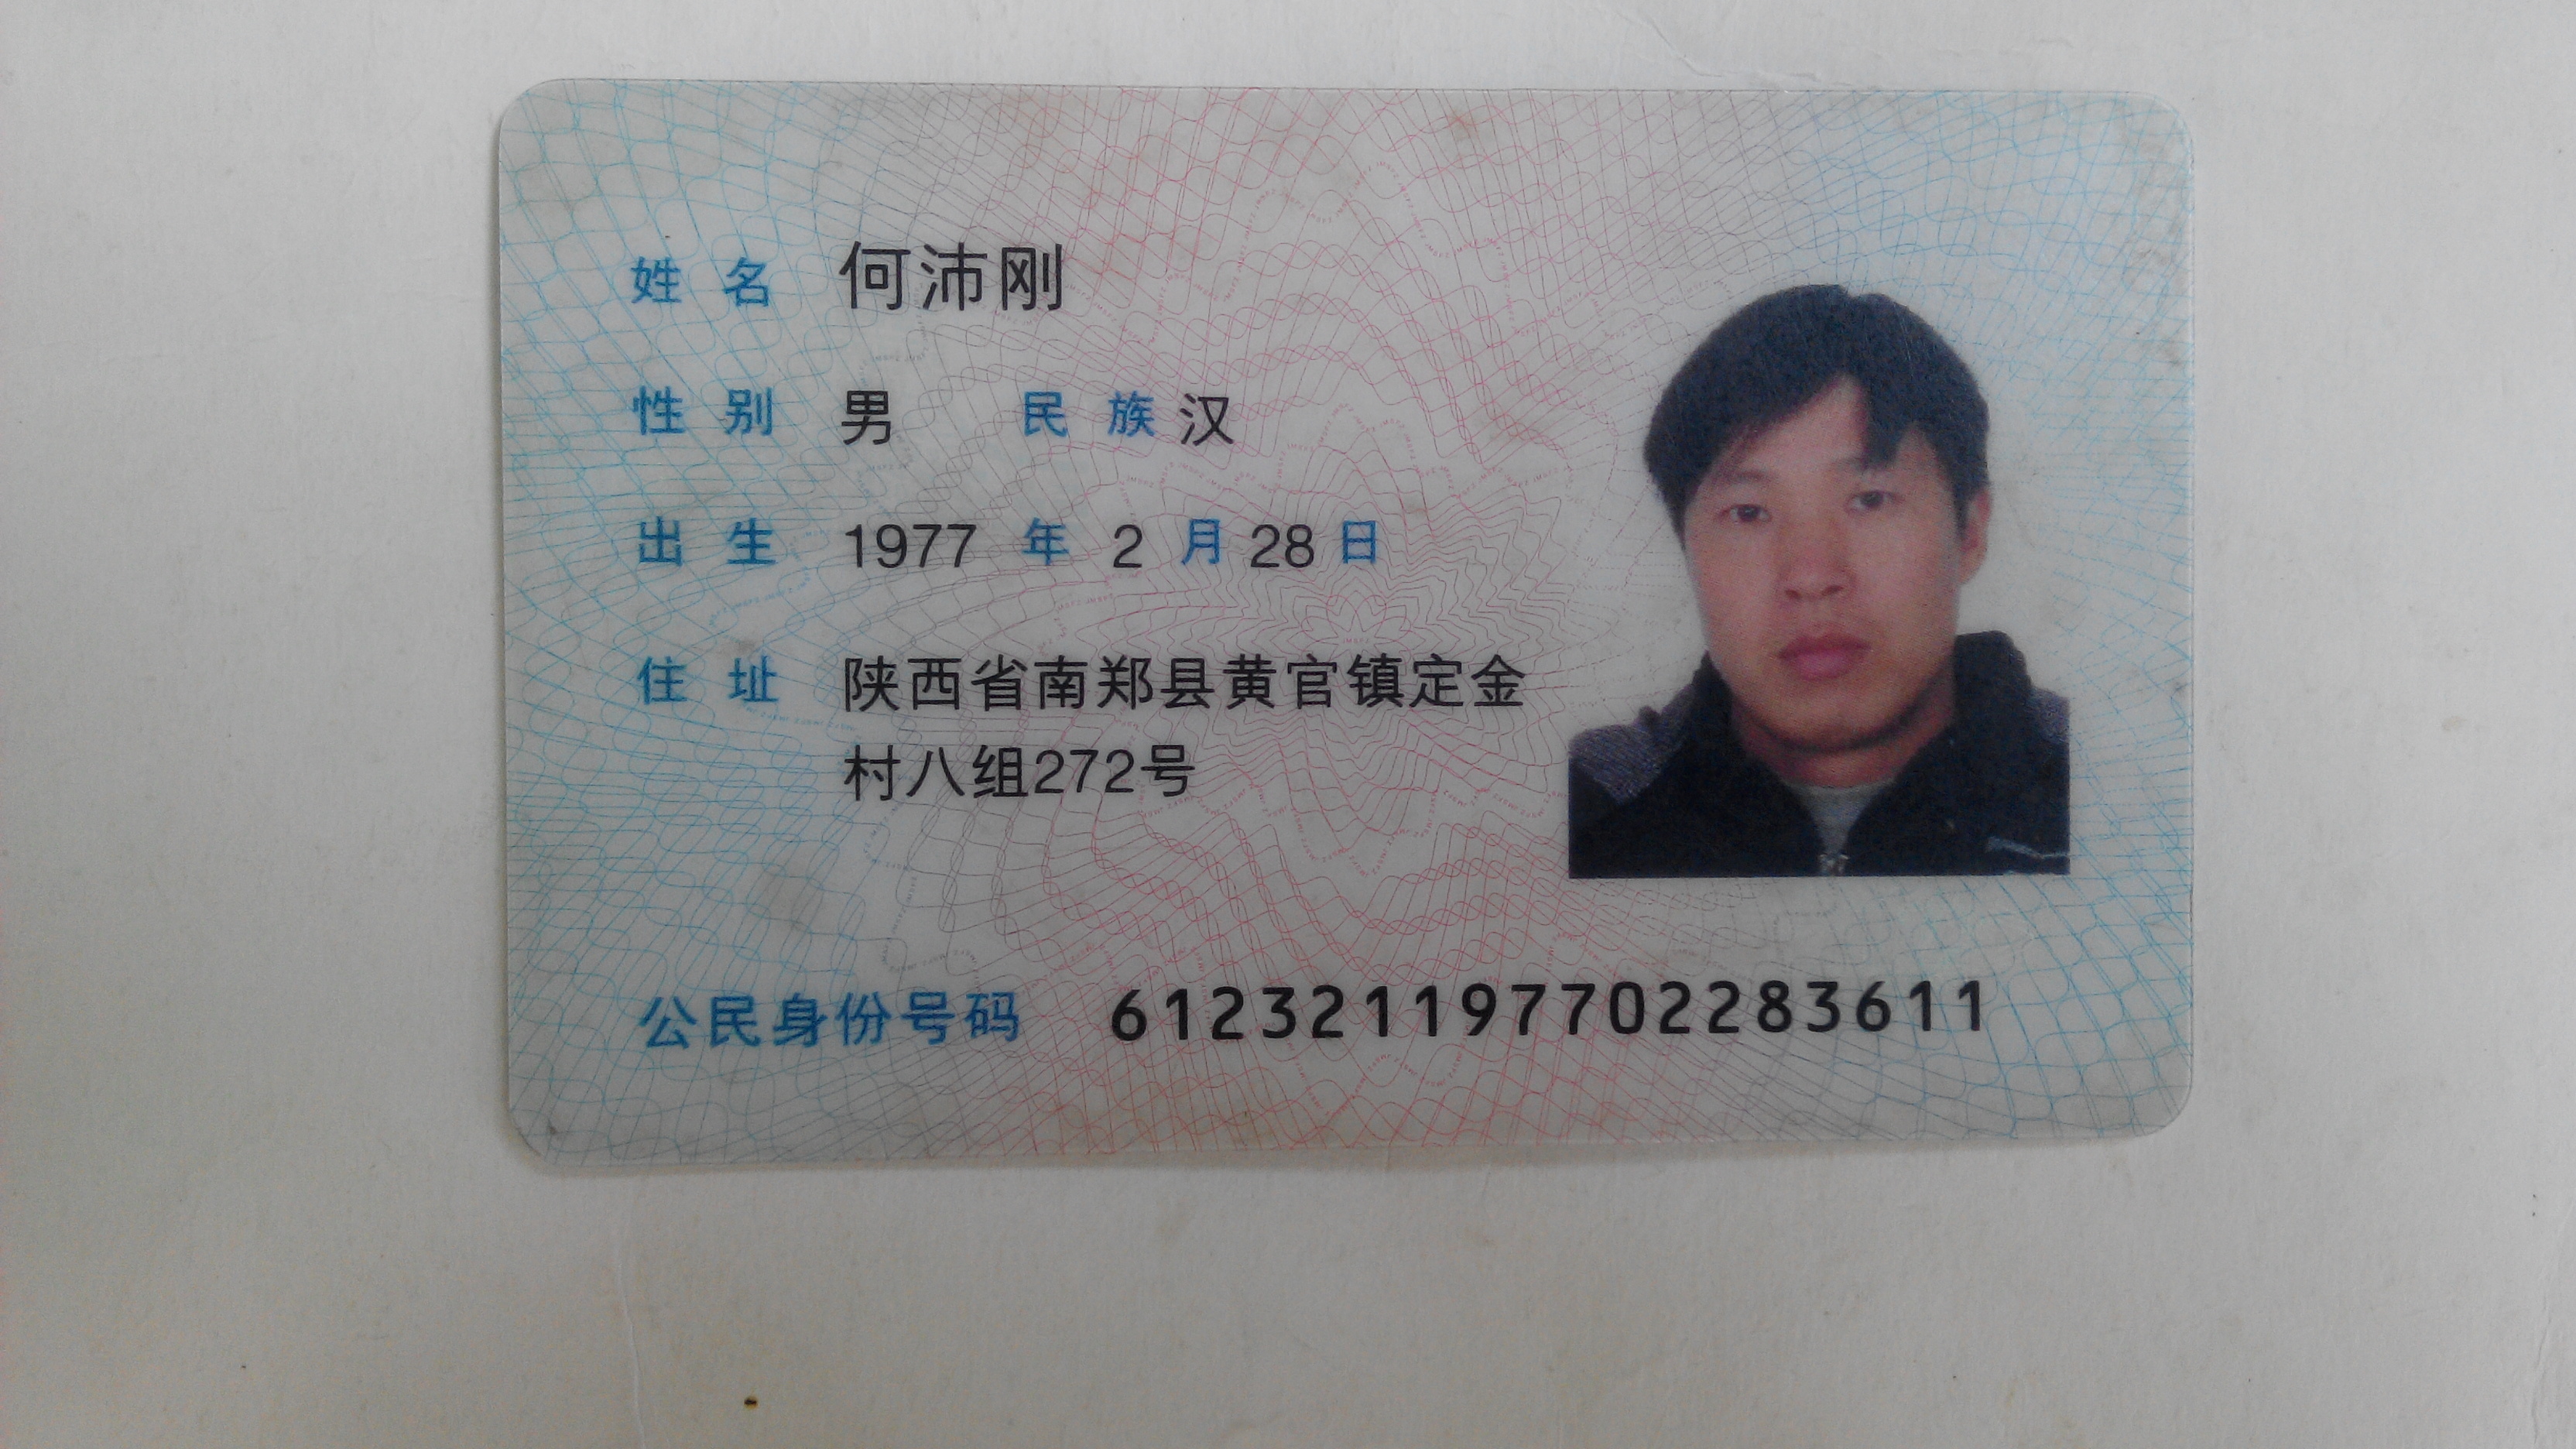 姓名 何沛刚
性别 男 民族 汉
出生 1977 年 2 月 28 日
住址 陕西省南郑县黄官镇定金
村八组272号
公民身份号码 612321197702283611